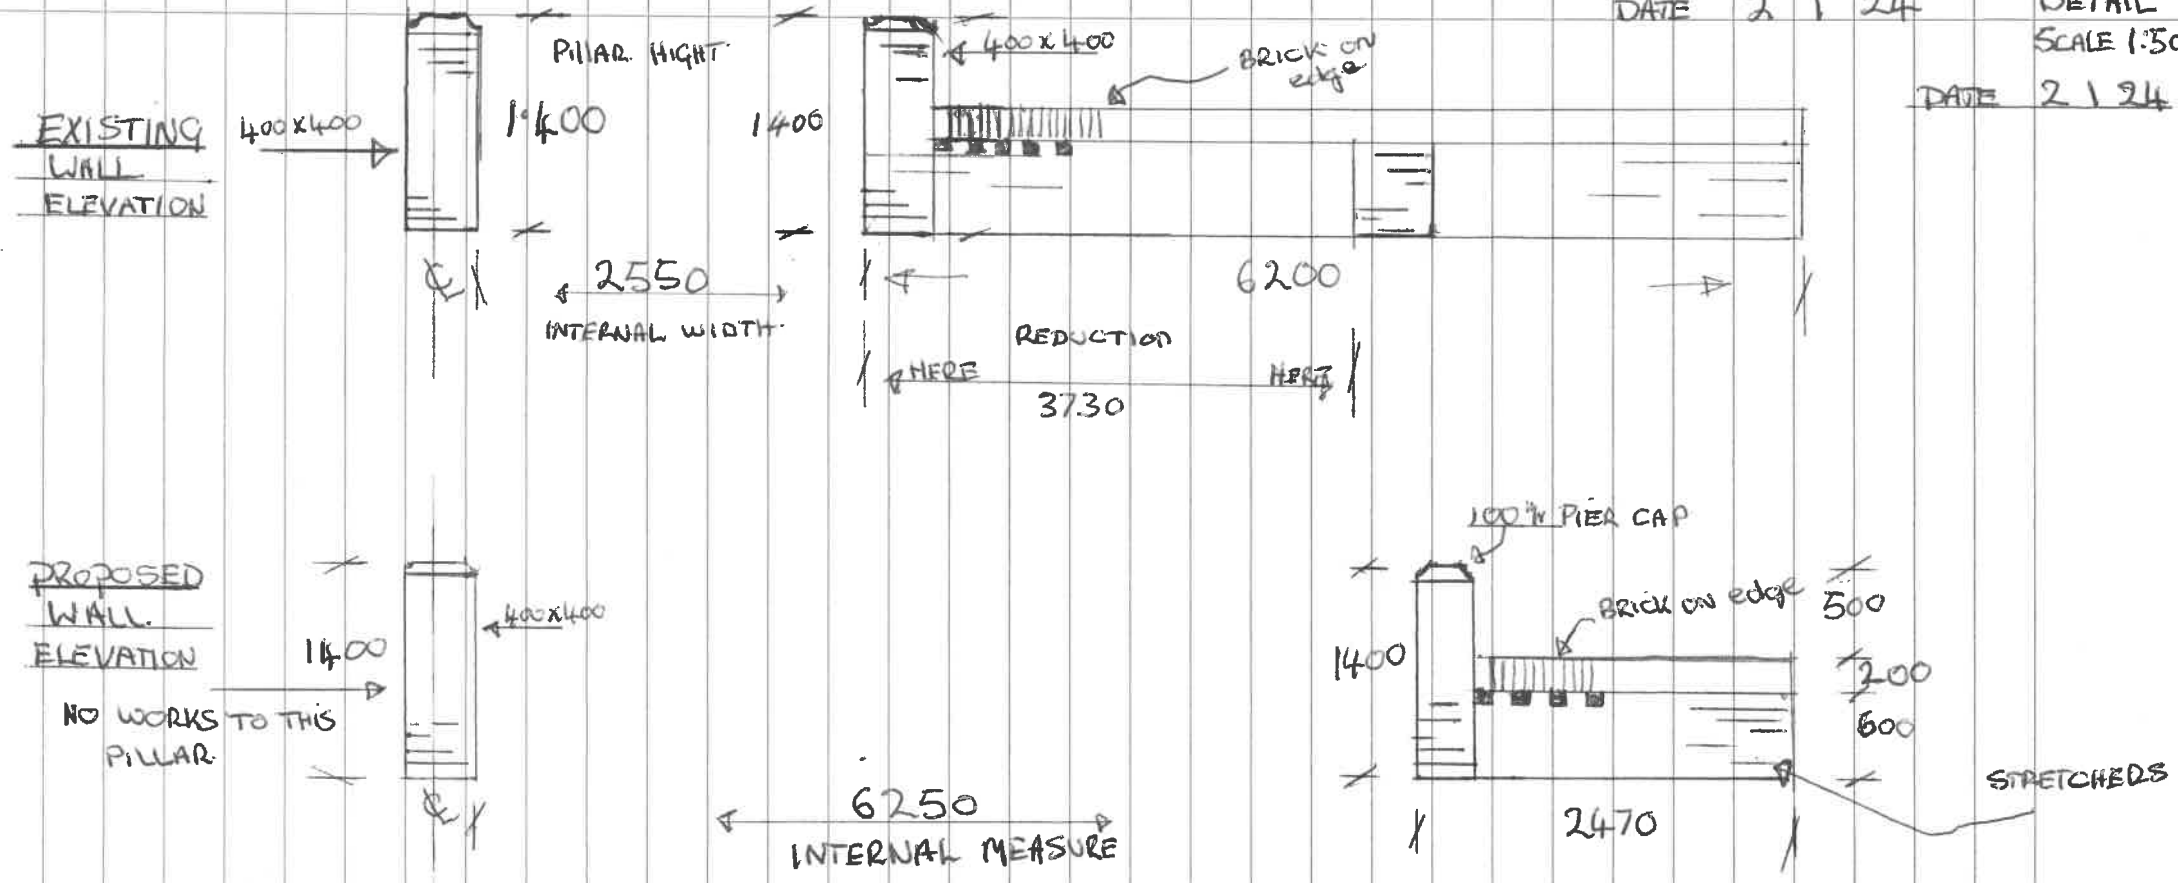 DATE 2 1 24
DETAIL
SCALE 1:50
DATE 2 1 24
PILLAR HIGHT
400x400
BRICK ON
edge
EXISTING
WALL
ELEVATION
400x400
1400
1400
2550
INTERNAL WIDTH
6200
REDUCTION
HERE
HERE
3730
PROPOSED
WALL
ELEVATION
1400
400x400
NO WORKS TO THIS
PILLAR
PIER CAP
BRICK ON edge
1400
500
200
600
STRETCHERS
6250
INTERNAL MEASURE
2470